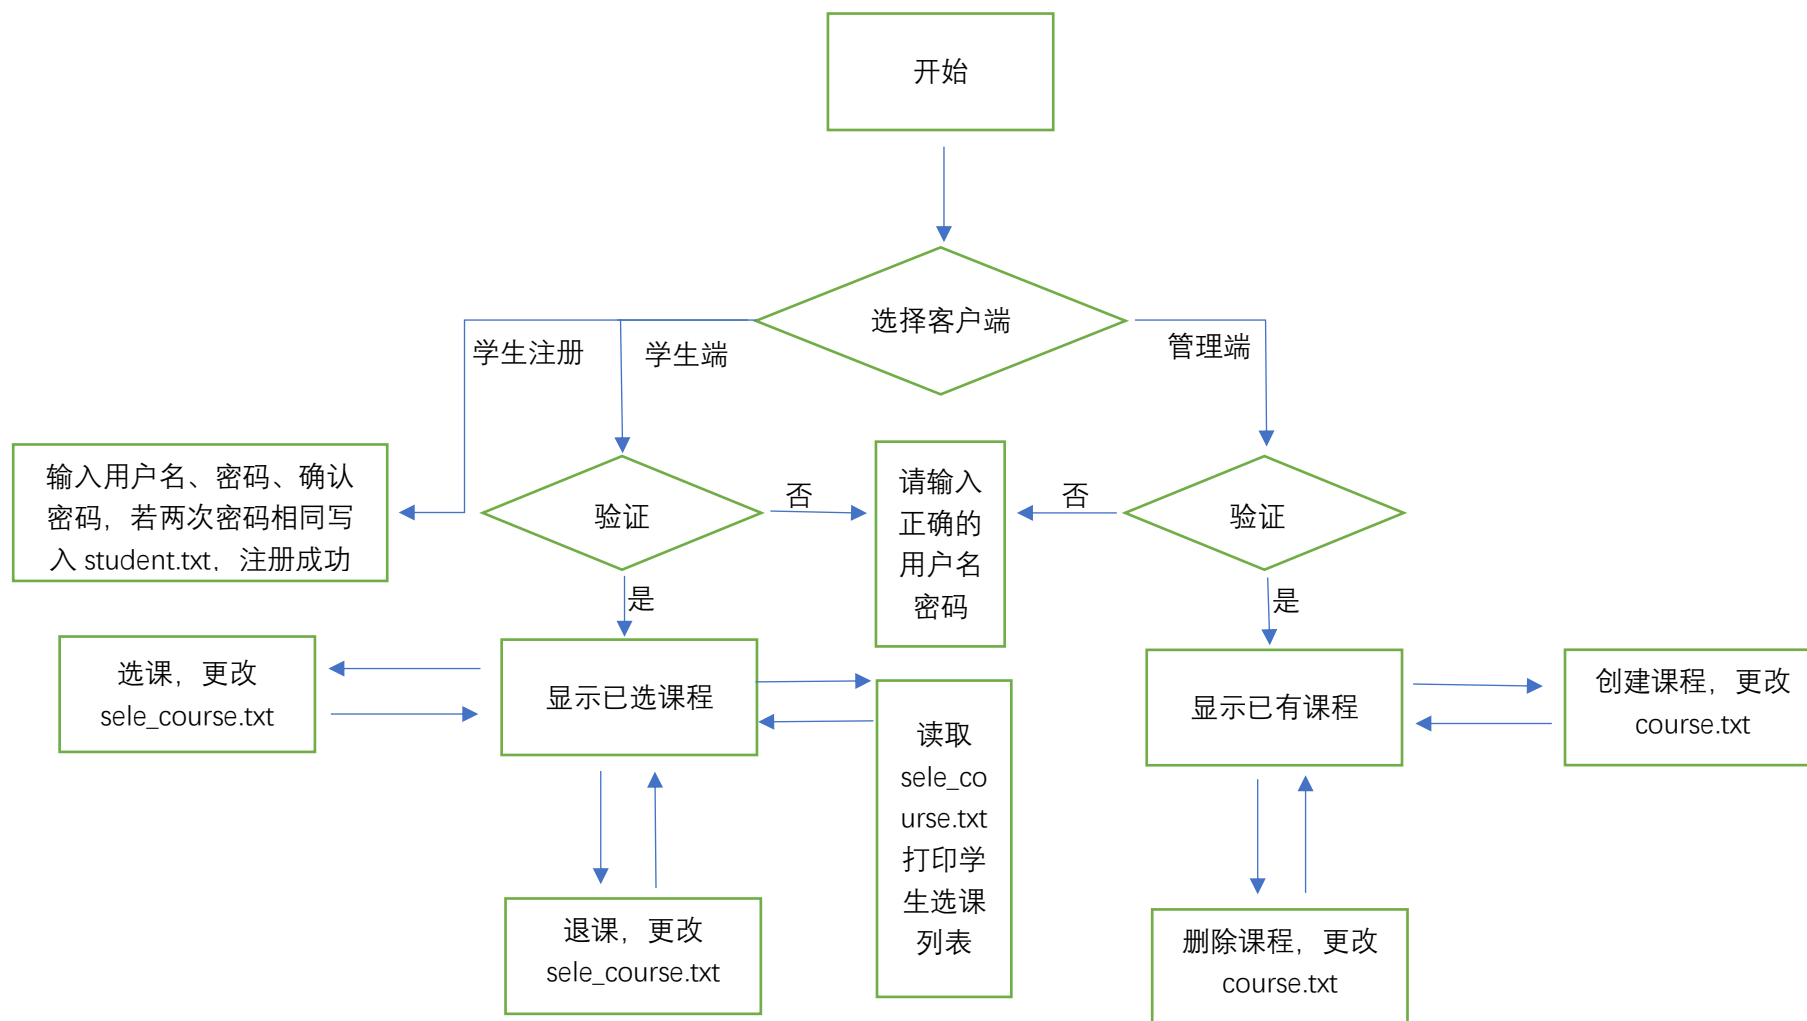 开始
选择客户端
学生注册
学生端
管理端
输入用户名、密码、确认
密码，若两次密码相同写
入 student.txt，注册成功
验证
否
请输入
正确的
用户名
密码
否
验证
是
是
选课，更改
sele_course.txt
显示已选课程
读取
sele_co
urse.txt
打印学
生选课
列表
显示已有课程
创建课程，更改
course.txt
退课，更改
sele_course.txt
删除课程，更改
course.txt